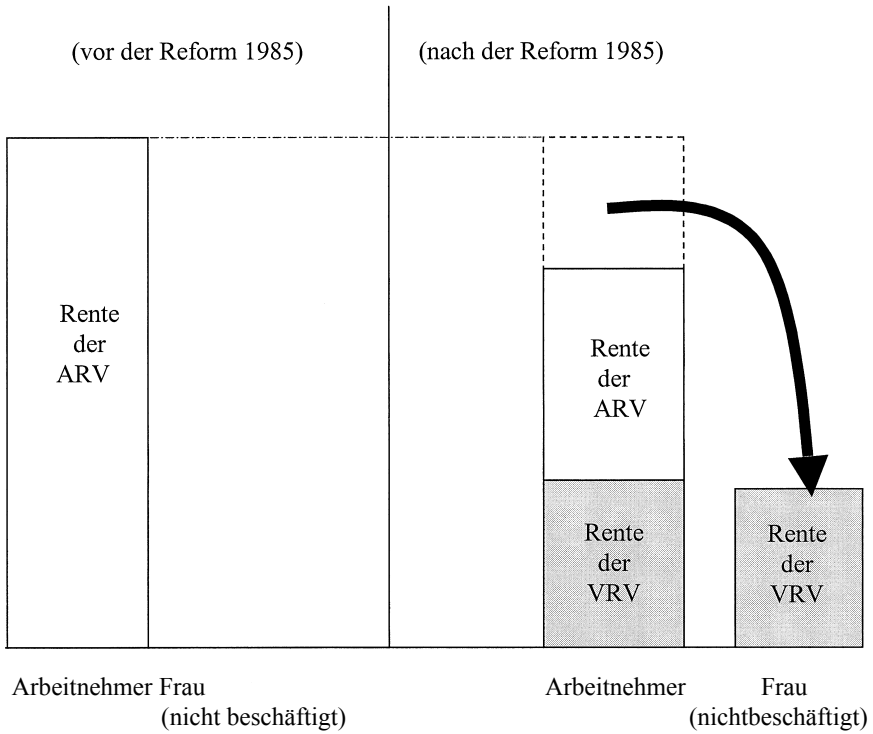 (vor der Reform 1985)
(nach der Reform 1985)
Rente
der
ARV
Rente
der
ARV
Rente
der
VRV
Rente
der
VRV
Arbeitnehmer Frau
(nicht beschäftigt)
Arbeitnehmer
Frau
(nichtbeschäftigt)